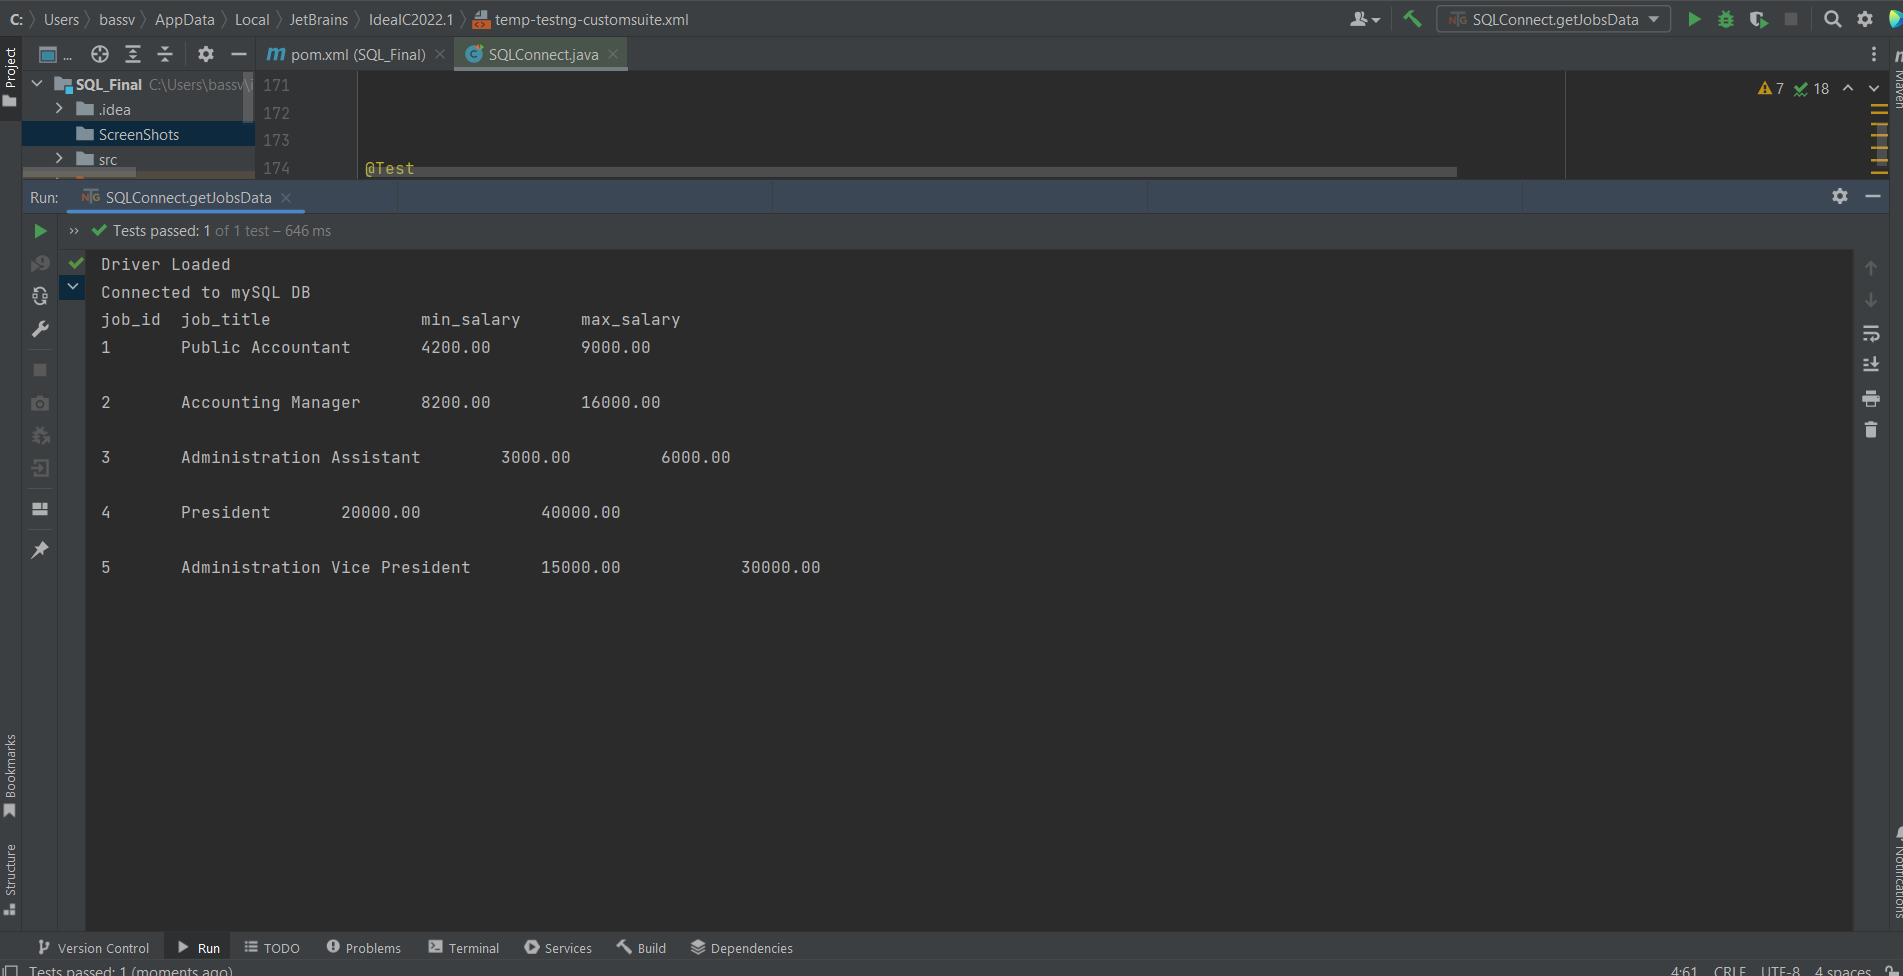 C: Users bassv AppData Local JetBrains IdeaIC2022.1 temp-testng-customsuite.xml SQLConnect.getJobsData
Project
... pom.xml (SQL_Final) SQLConnect.java
SQL_Final C:\Users\bassv\i
.idea
ScreenShots
src
171
172
173
174 @Test
7 18
Maven
Run: SQLConnect.getJobsData
Tests passed: 1 of 1 test – 646 ms
Driver Loaded
Connected to mySQL DB
job_id job_title min_salary max_salary
1 Public Accountant 4200.00 9000.00
2 Accounting Manager 8200.00 16000.00
3 Administration Assistant 3000.00 6000.00
4 President 20000.00 40000.00
5 Administration Vice President 15000.00 30000.00
Bookmarks
Structure
Notifications
Version Control Run TODO Problems Terminal Services Build Dependencies
Tests passed: 1 (moments ago) 4:61 CRLF UTF-8 4 spaces